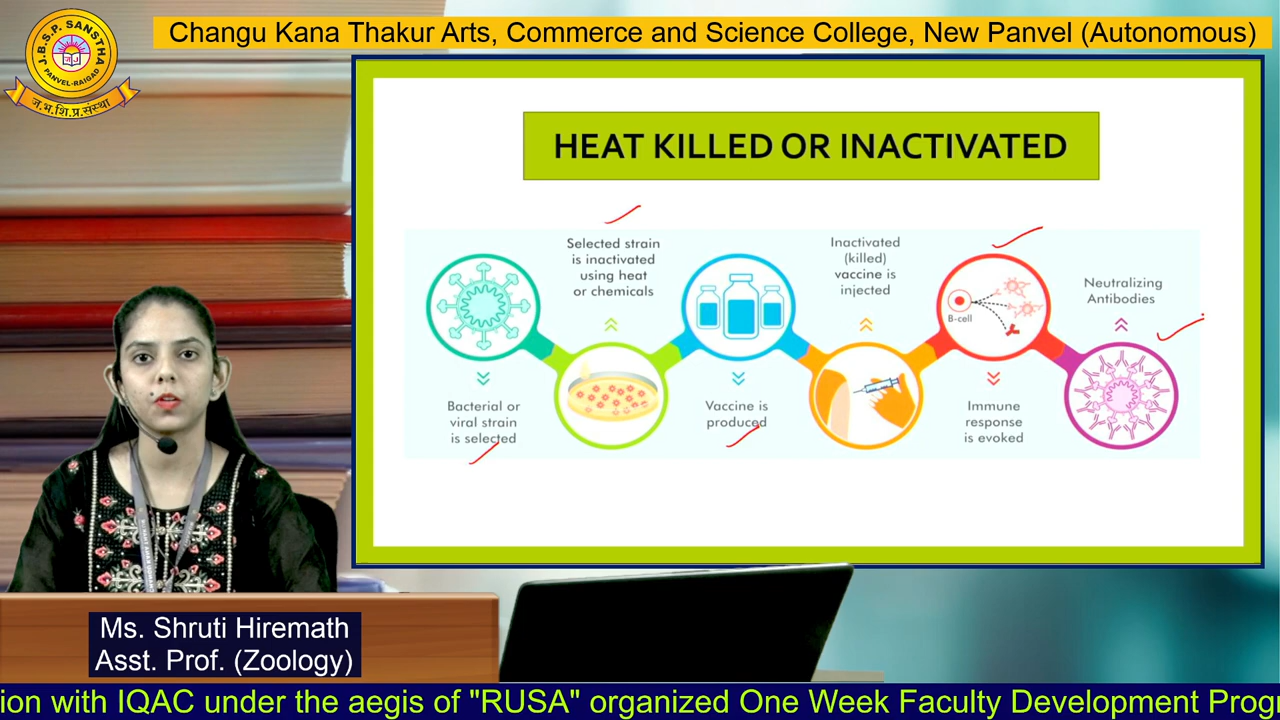 Changu Kana Thakur Arts, Commerce and Science College, New Panvel (Autonomous)
J.B.S.P. SANSTHA
PANVEL-RAIGAD
ज.भ.शि.प्र.संस्था
HEAT KILLED OR INACTIVATED
Selected strain
is inactivated
using heat
or chemicals
Inactivated
(killed)
vaccine is
injected
B-cell
Neutralizing
Antibodies
Bacterial or
viral strain
is selected
Vaccine is
produced
Immune
response
is evoked
Ms. Shruti Hiremath
Asst. Prof. (Zoology)
ion with IQAC under the aegis of "RUSA" organized One Week Faculty Development Progr